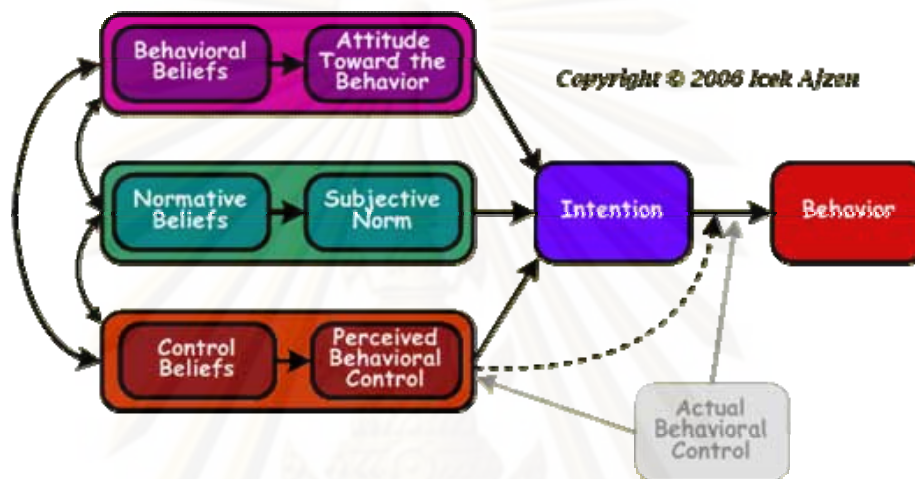 Behavioral
Beliefs
Attitude
Toward the
Behavior
Copyright © 2006 Icek Ajzen
Normative
Beliefs
Subjective
Norm
Intention
Behavior
Control
Beliefs
Perceived
Behavioral
Control
Actual
Behavioral
Control